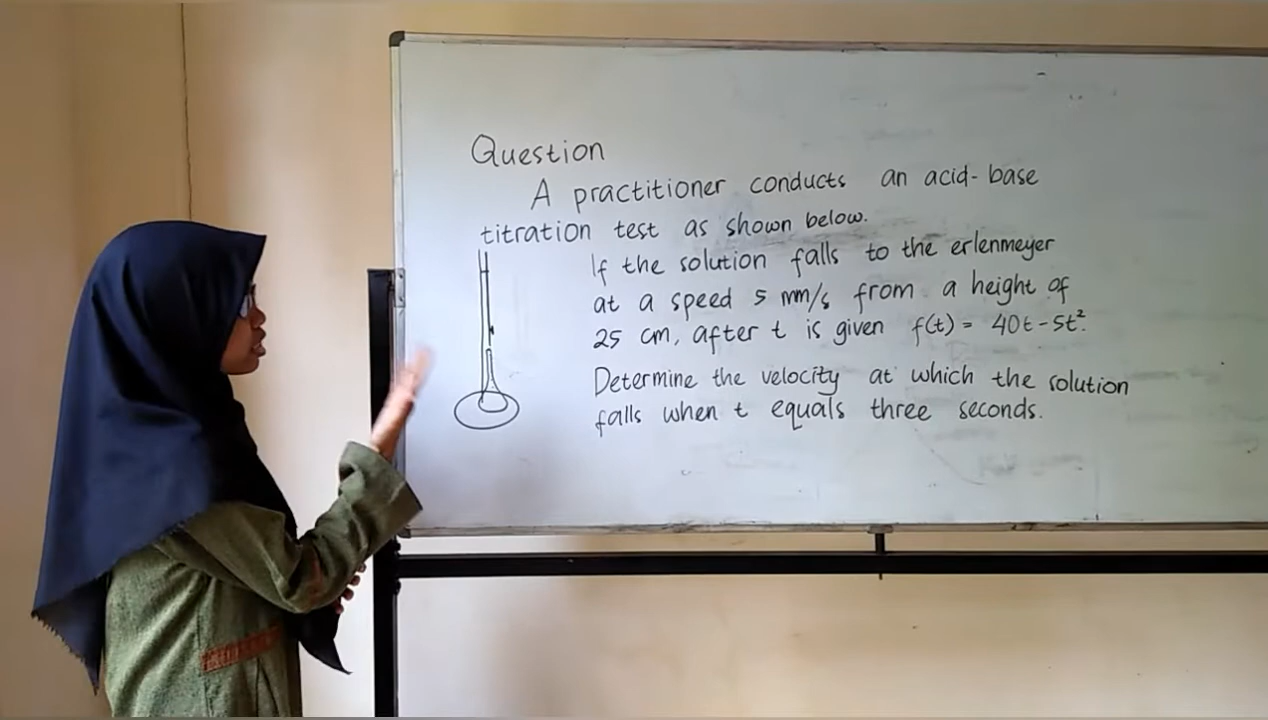 Question
A practitioner conducts an acid-base
titration test as shown below.
If the solution falls to the erlenmeyer
at a speed 5 mm/s from a height of
25 cm, after t is given f(t) = 40t - 5t².
Determine the velocity at which the solution
falls when t equals three seconds.